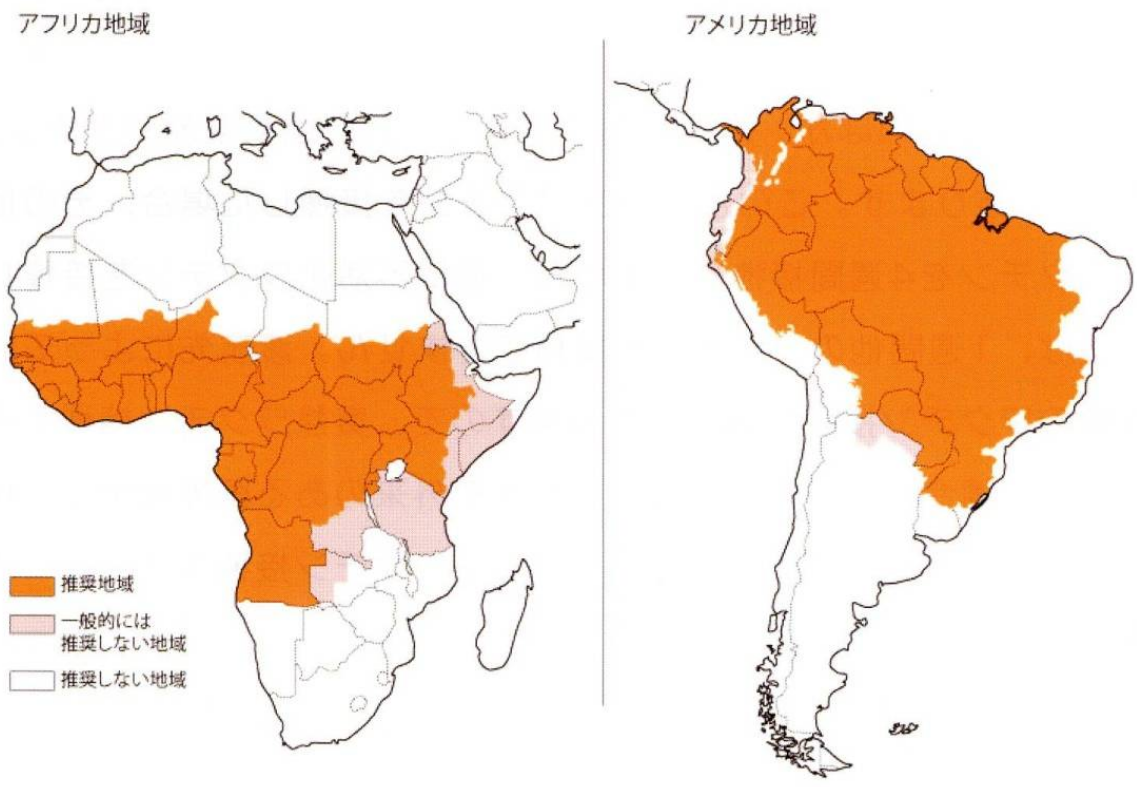 アフリカ地域
アメリカ地域
推奨地域
一般的には
推奨しない地域
推奨しない地域